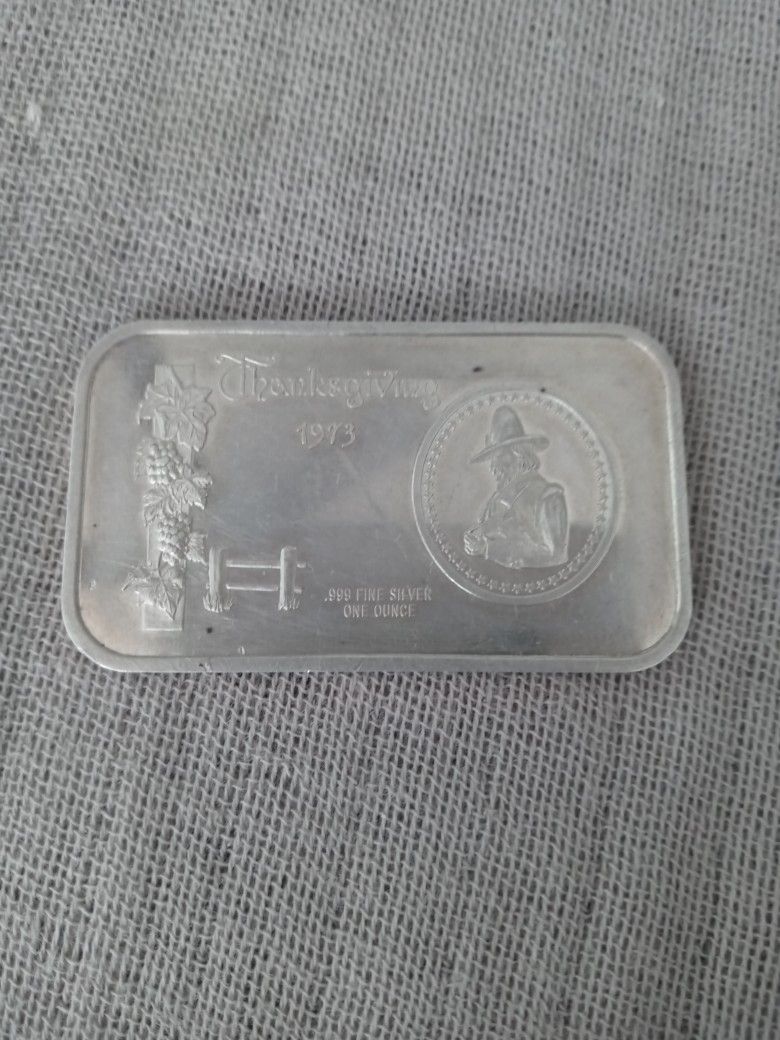 Thanksgiving
1973
.999 FINE SILVER
ONE OUNCE